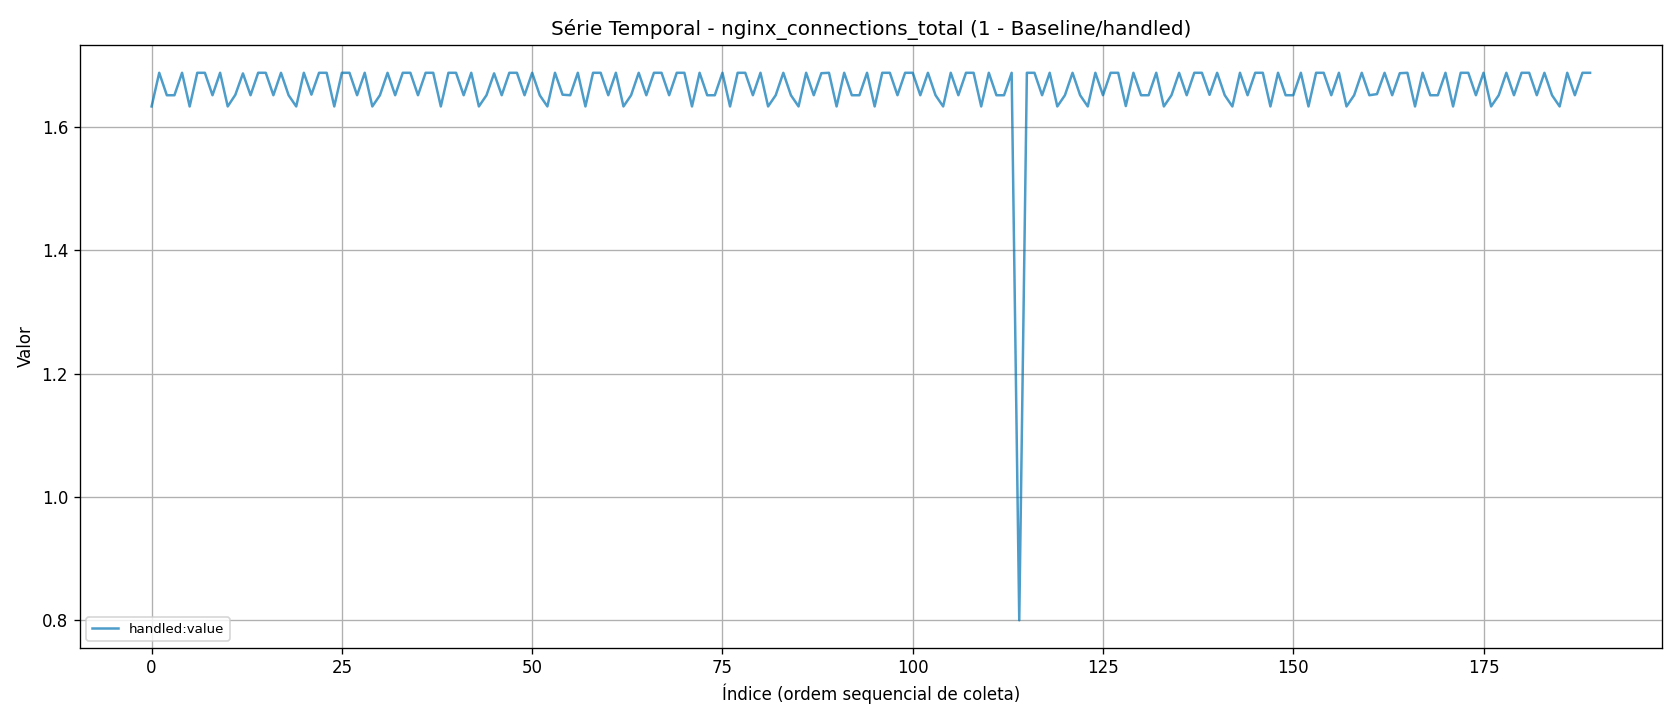 Série Temporal - nginx_connections_total (1 - Baseline/handled)
Valor
1.6
1.4
1.2
1.0
0.8
handled:value
0 25 50 75 100 125 150 175
Índice (ordem sequencial de coleta)